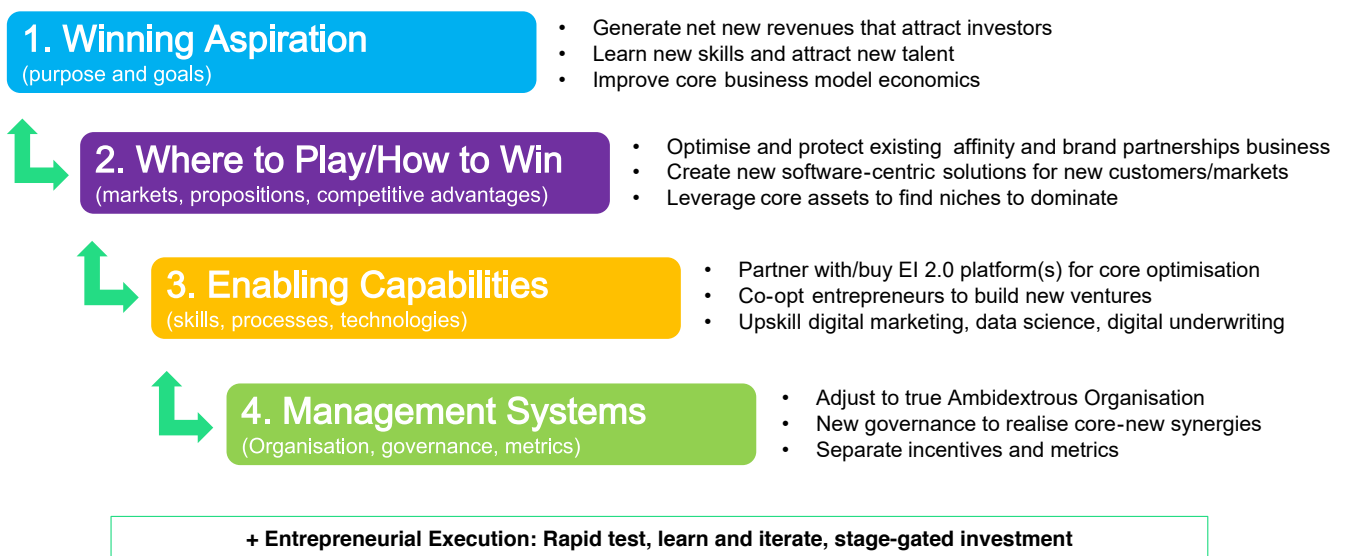 1. Winning Aspiration
(purpose and goals)
• Generate net new revenues that attract investors
• Learn new skills and attract new talent
• Improve core business model economics
2. Where to Play/How to Win
(markets, propositions, competitive advantages)
• Optimise and protect existing affinity and brand partnerships business
• Create new software-centric solutions for new customers/markets
• Leverage core assets to find niches to dominate
3. Enabling Capabilities
(skills, processes, technologies)
• Partner with/buy EI 2.0 platform(s) for core optimisation
• Co-opt entrepreneurs to build new ventures
• Upskill digital marketing, data science, digital underwriting
4. Management Systems
(Organisation, governance, metrics)
• Adjust to true Ambidextrous Organisation
• New governance to realise core-new synergies
• Separate incentives and metrics
+ Entrepreneurial Execution: Rapid test, learn and iterate, stage-gated investment